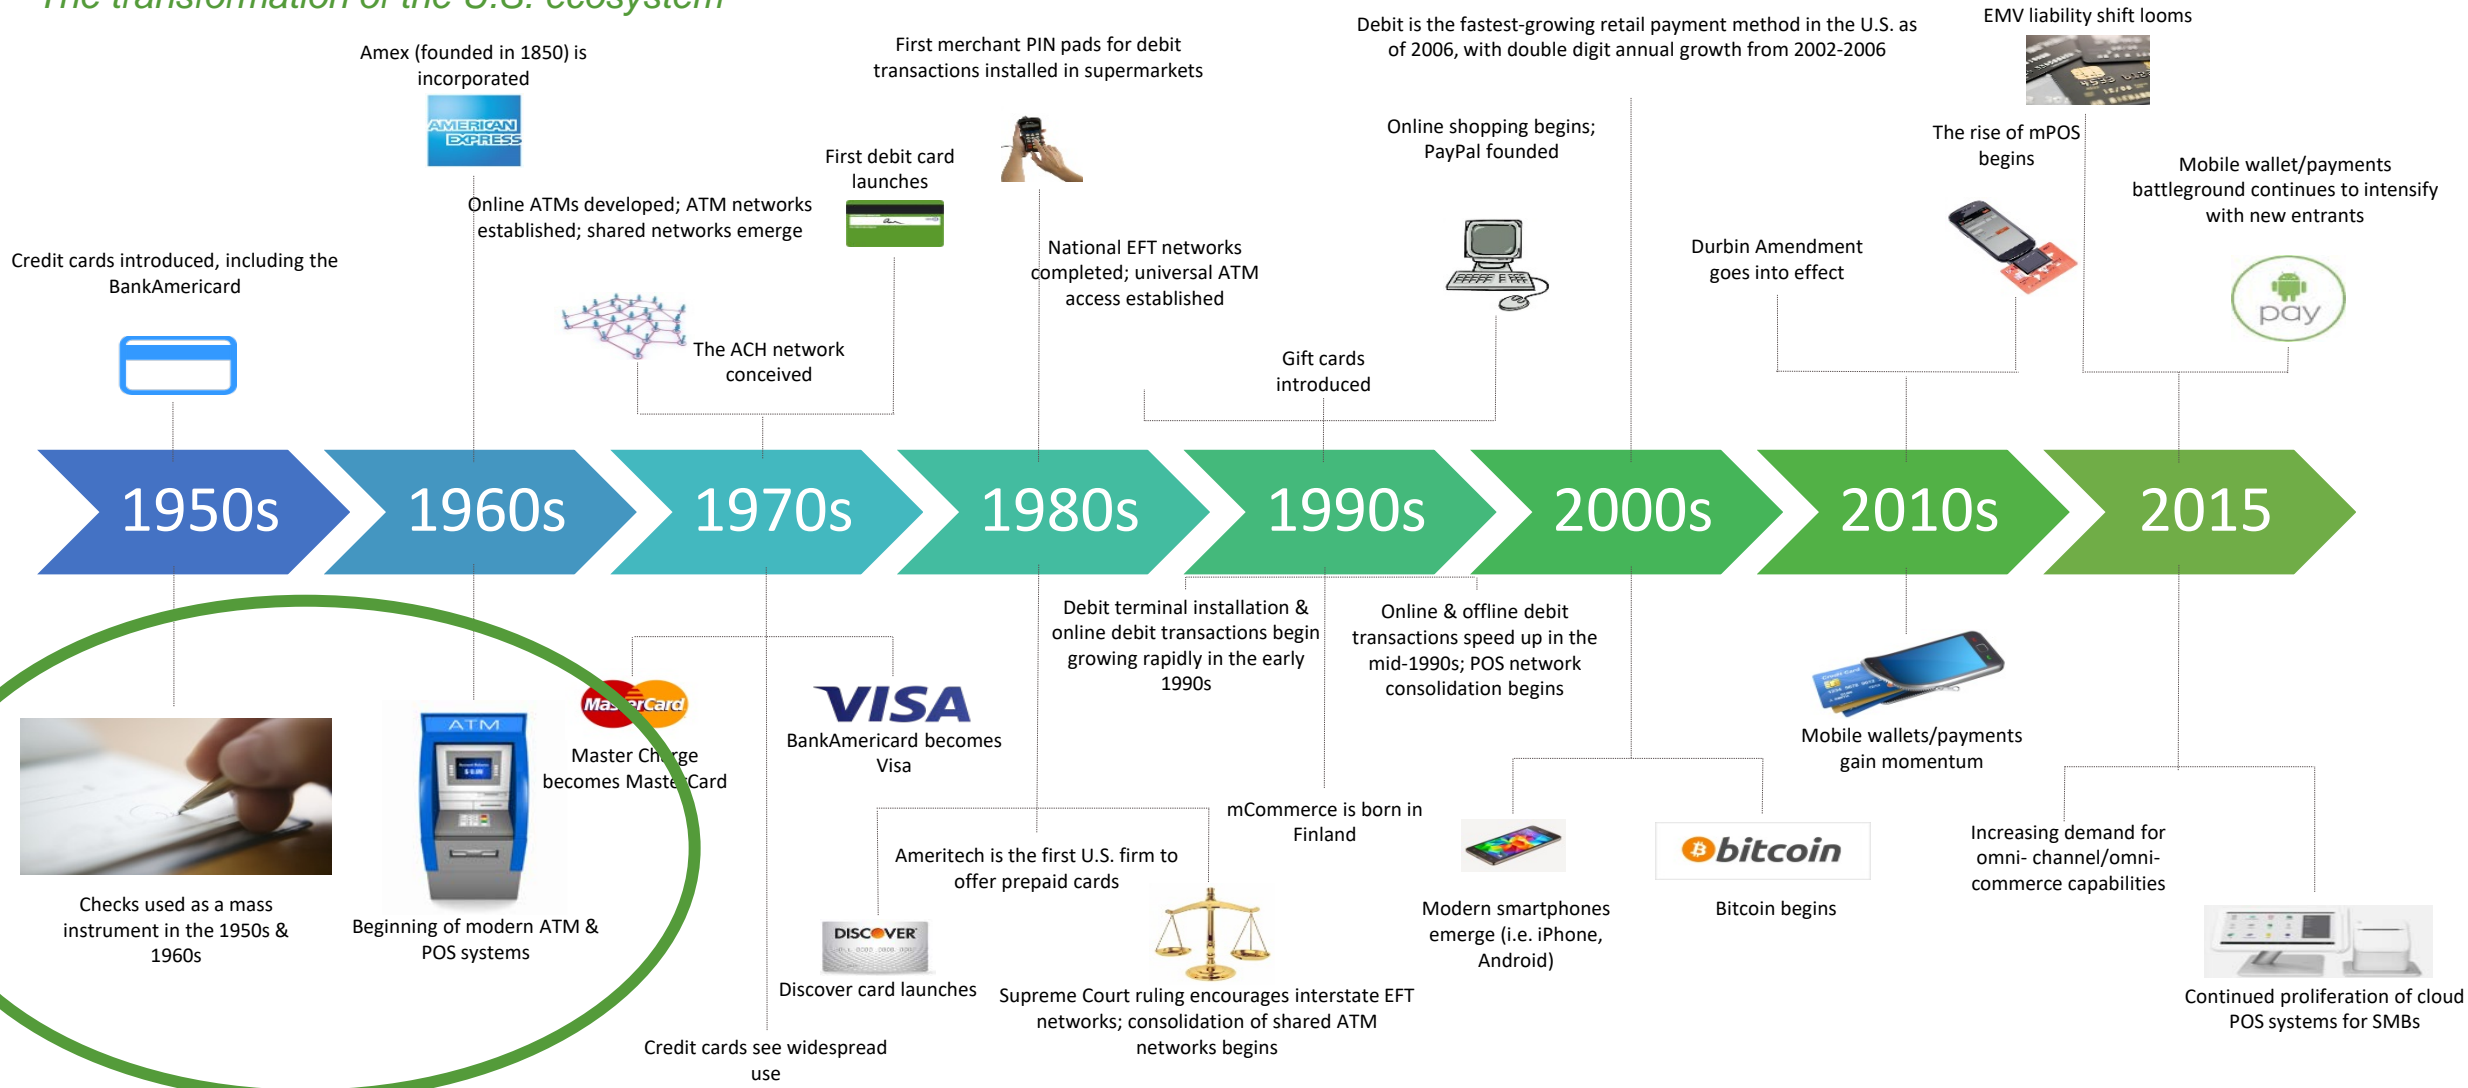 The transformation of the U.S. ecosystem
Amex (founded in 1850) is
incorporated
AMERICAN
EXPRESS
First merchant PIN pads for debit
transactions installed in supermarkets
Debit is the fastest-growing retail payment method in the U.S. as
of 2006, with double digit annual growth from 2002-2006
EMV liability shift looms
Online shopping begins;
PayPal founded
The rise of mPOS
begins
First debit card
launches
Mobile wallet/payments
battleground continues to intensify
with new entrants
Online ATMs developed; ATM networks
established; shared networks emerge
Credit cards introduced, including the
BankAmericard
National EFT networks
completed; universal ATM
access established
Durbin Amendment
goes into effect
pay
The ACH network
conceived
Gift cards
introduced
1950s
1960s
1970s
1980s
1990s
2000s
2010s
2015
Debit terminal installation &
online debit transactions begin
growing rapidly in the early
1990s
Online & offline debit
transactions speed up in the
mid-1990s; POS network
consolidation begins
ATM
MasterCard
Master Charge
becomes MasterCard
VISA
BankAmericard becomes
Visa
Mobile wallets/payments
gain momentum
Checks used as a mass
instrument in the 1950s &
1960s
Beginning of modern ATM &
POS systems
mCommerce is born in
Finland
Ameritech is the first U.S. firm to
offer prepaid cards
DISCOVER
Discover card launches
Supreme Court ruling encourages interstate EFT
networks; consolidation of shared ATM
networks begins
Credit cards see widespread
use
Modern smartphones
emerge (i.e. iPhone,
Android)
bitcoin
Bitcoin begins
Increasing demand for
omni- channel/omni-
commerce capabilities
Continued proliferation of cloud
POS systems for SMBs